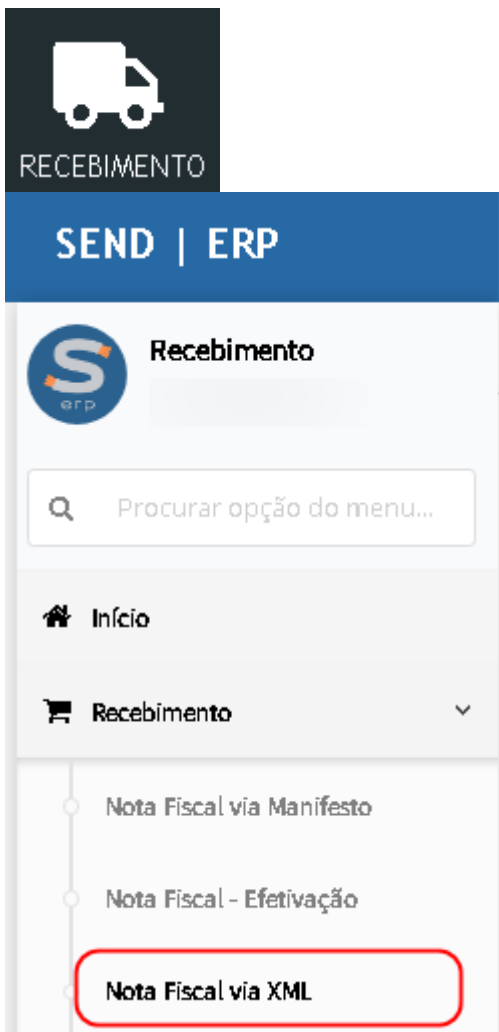 RECEBIMENTO
SEND | ERP
S
erp
Recebimento
Procurar opção do menu...
Início
Recebimento
Nota Fiscal via Manifesto
Nota Fiscal - Efetivação
Nota Fiscal via XML